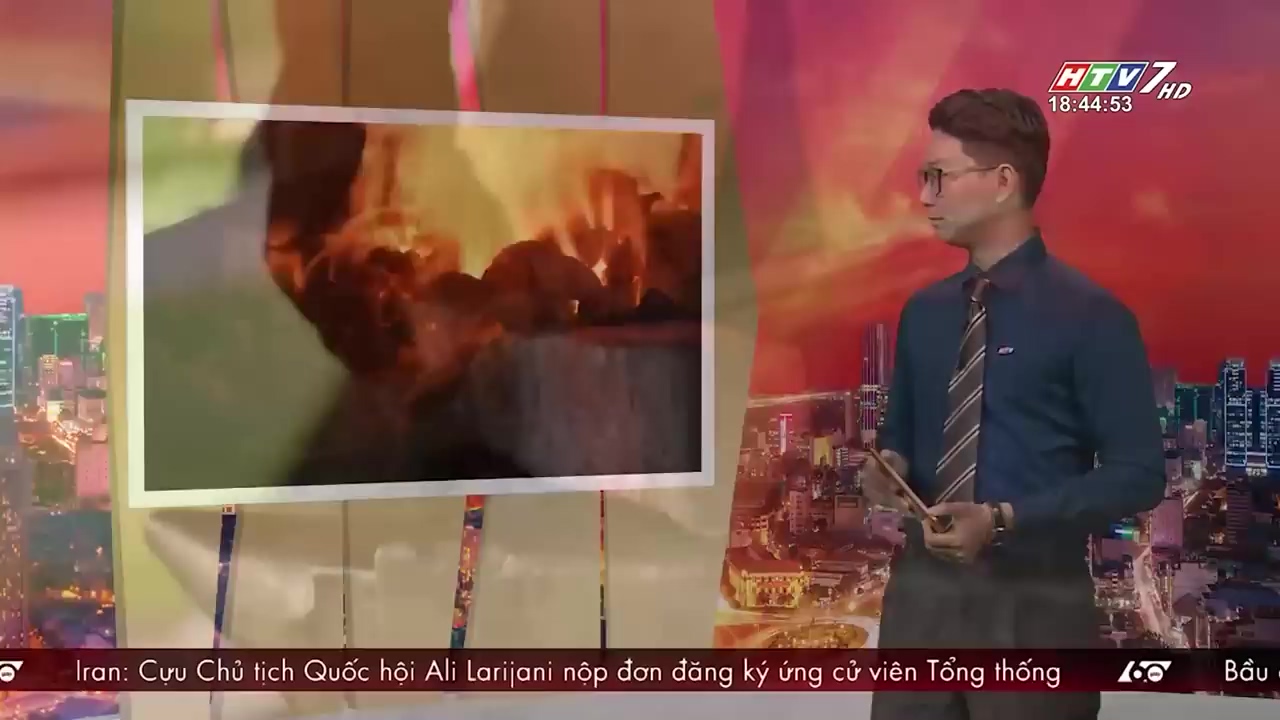 HTV7 HD
18:44:53
Iran: Cựu Chủ tịch Quốc hội Ali Larijani nộp đơn đăng ký ứng cử viên Tổng thống
Bầu